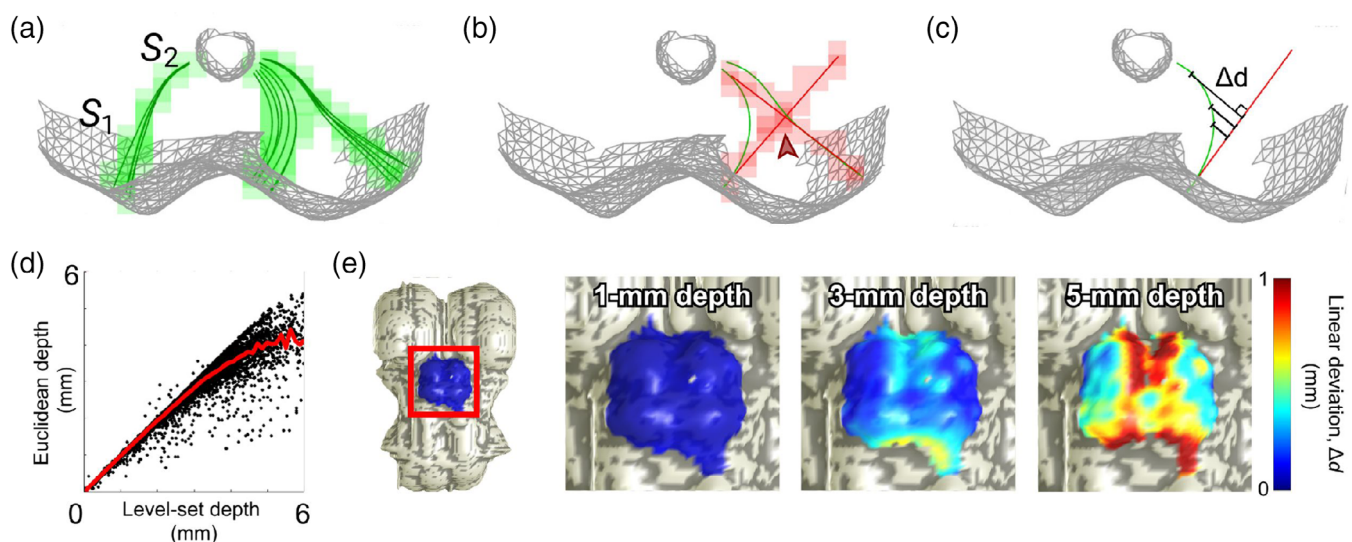 (a)
S2
S1
(b)
(c)
Δd
(d)
6
Euclidean depth
(mm)
0
Level-set depth
(mm)
6
(e)
1-mm depth
3-mm depth
5-mm depth
1
Linear deviation, Δd
(mm)
0